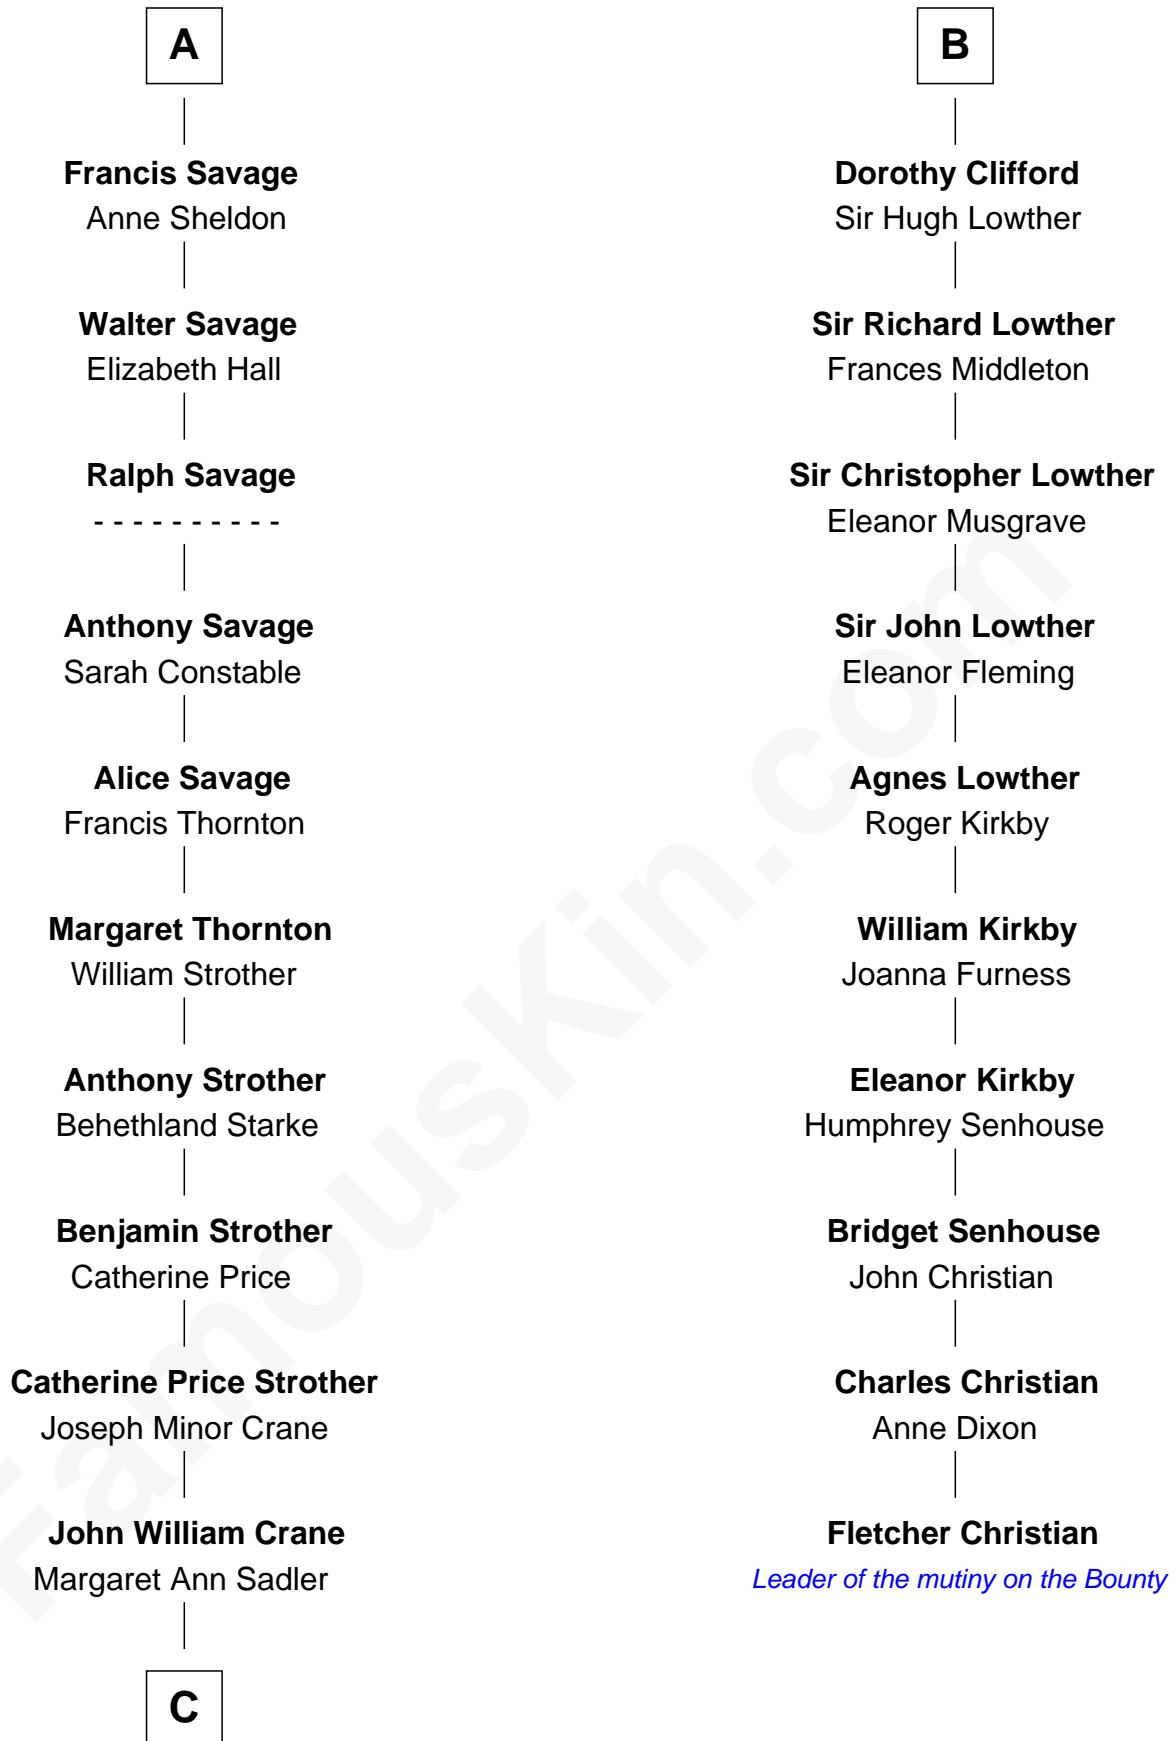 A
Francis Savage
Anne Sheldon
Walter Savage
Elizabeth Hall
Ralph Savage
- - - - - - - - - -
Anthony Savage
Sarah Constable
Alice Savage
Francis Thornton
Margaret Thornton
William Strother
Anthony Strother
Behethland Starke
Benjamin Strother
Catherine Price
Catherine Price Strother
Joseph Minor Crane
John William Crane
Margaret Ann Sadler
C
B
Dorothy Clifford
Sir Hugh Lowther
Sir Richard Lowther
Frances Middleton
Sir Christopher Lowther
Eleanor Musgrave
Sir John Lowther
Eleanor Fleming
Agnes Lowther
Roger Kirkby
William Kirkby
Joanna Furness
Eleanor Kirkby
Humphrey Senhouse
Bridget Senhouse
John Christian
Charles Christian
Anne Dixon
Fletcher Christian
Leader of the mutiny on the Bounty
FamousKin.com